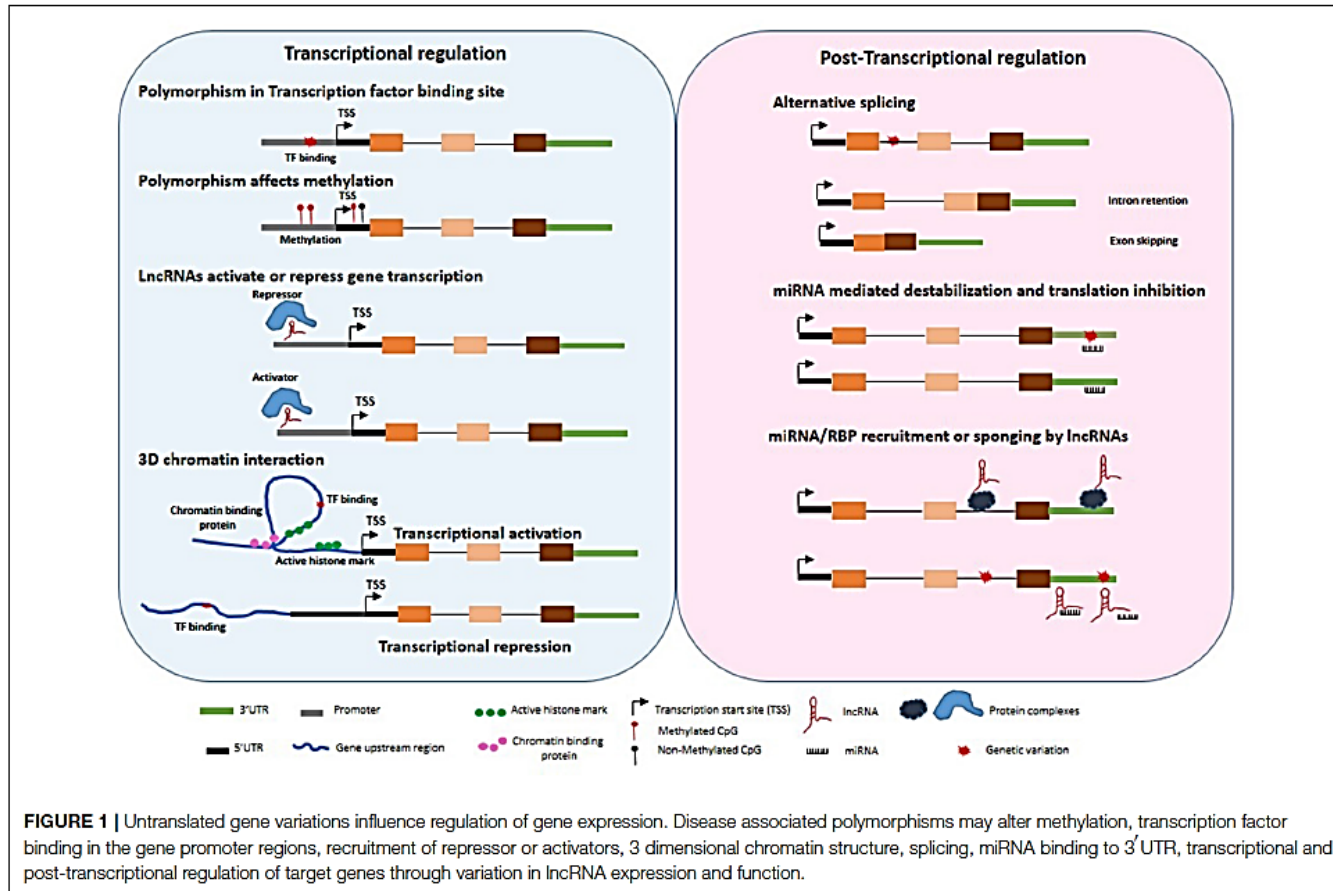 Transcriptional regulation
Polymorphism in Transcription factor binding site
TSS
TF binding
Polymorphism affects methylation
TSS
Methylation
LncRNAs activate or repress gene transcription
Repressor
TSS
Activator
TSS
3D chromatin interaction
TF binding
Chromatin binding
protein
TSS
Transcriptional activation
Active histone mark
TSS
TF binding
Transcriptional repression
Post-Transcriptional regulation
Alternative splicing
Intron retention
Exon skipping
miRNA mediated destabilization and translation inhibition
miRNA/RBP recruitment or sponging by lncRNAs
3'UTR
Promoter
Active histone mark
Transcription start site (TSS)
lncRNA
Protein complexes
Methylated CpG
5'UTR
Gene upstream region
Chromatin binding
protein
Non-Methylated CpG
miRNA
Genetic variation
FIGURE 1 | Untranslated gene variations influence regulation of gene expression. Disease associated polymorphisms may alter methylation, transcription factor
binding in the gene promoter regions, recruitment of repressor or activators, 3 dimensional chromatin structure, splicing, miRNA binding to 3′UTR, transcriptional and
post-transcriptional regulation of target genes through variation in lncRNA expression and function.